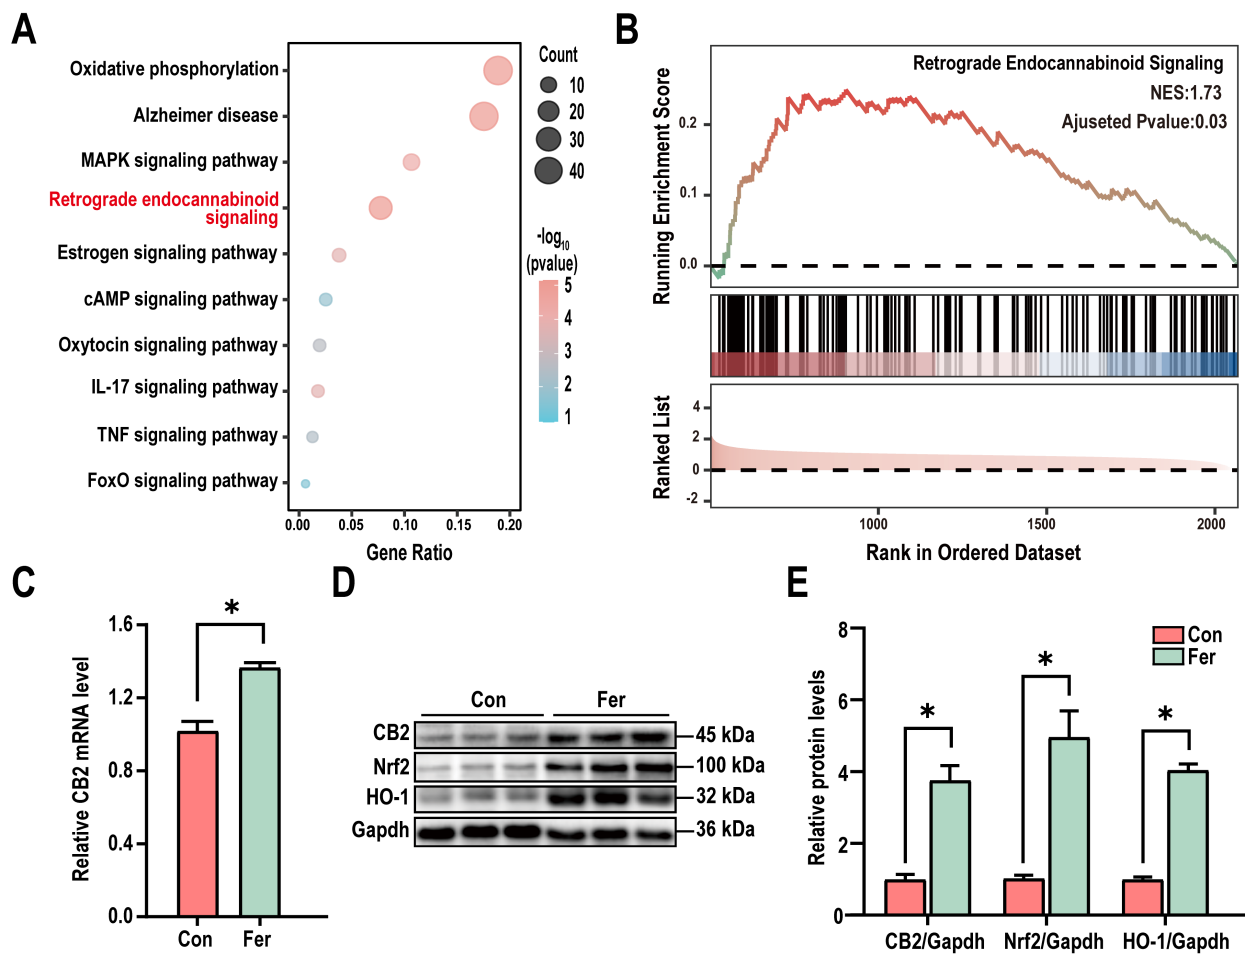 A
Oxidative phosphorylation
Alzheimer disease
MAPK signaling pathway
Retrograde endocannabinoid
signaling
Estrogen signaling pathway
cAMP signaling pathway
Oxytocin signaling pathway
IL-17 signaling pathway
TNF signaling pathway
FoxO signaling pathway
0.00 0.05 0.10 0.15 0.20
Gene Ratio
Count
10
20
30
40
-log10
(pvalue)
5
4
3
2
1
B
Retrograde Endocannabinoid Signaling
NES:1.73
Ajuseted Pvalue:0.03
Running Enrichment Score
0.2
0.1
0.0
Ranked List
4
2
0
-2
1000 1500 2000
Rank in Ordered Dataset
C
Relative CB2 mRNA level
1.6
1.2
0.8
0.4
0.0
*
Con Fer
D
Con Fer
CB2 45 kDa
Nrf2 100 kDa
HO-1 32 kDa
Gapdh 36 kDa
E
Relative protein levels
8
6
4
2
0
Con
Fer
* * *
CB2/Gapdh Nrf2/Gapdh HO-1/Gapdh